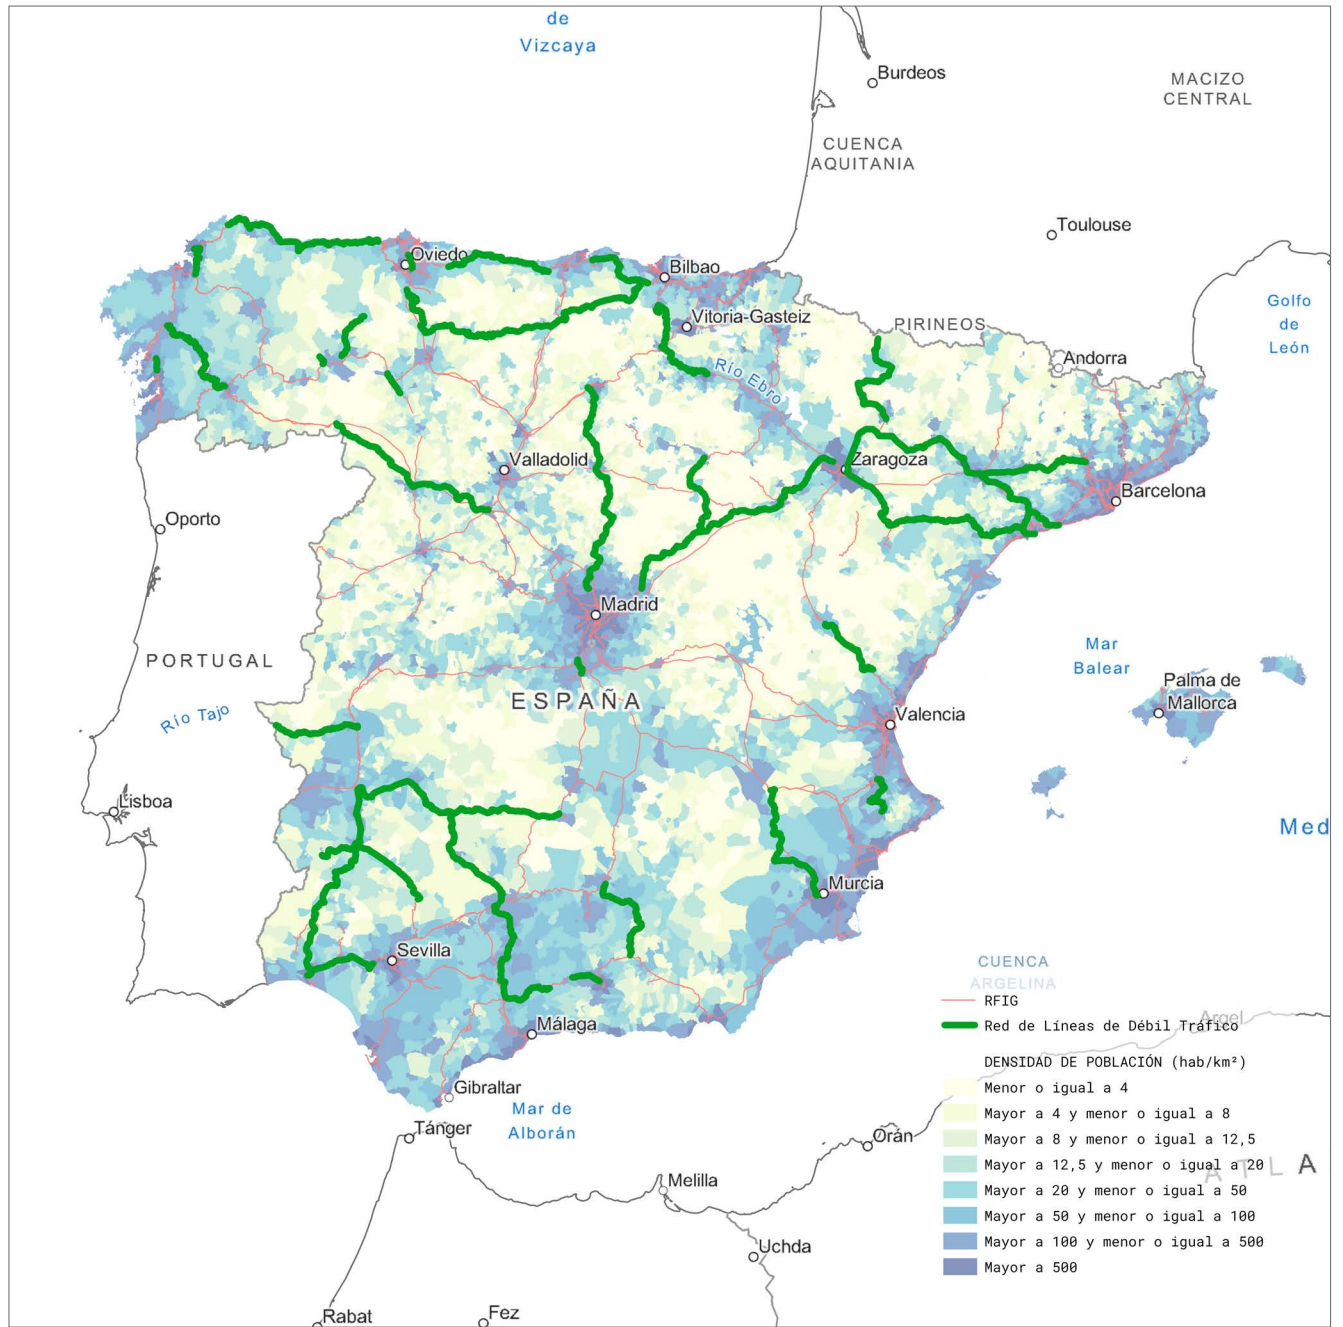 de
Vizcaya
Burdeos
MACIZO
CENTRAL
CUENCA
AQUITANIA
Toulouse
Oviedo
Bilbao
Golfo
de
León
Vitoria-Gasteiz
PIRINEOS
Andorra
Río Ebro
Valladolid
Zaragoza
Barcelona
Oporto
Madrid
PORTUGAL
Mar
Balear
ESPAÑA
Palma de
Mallorca
Río Tajo
Valencia
Lisboa
Med
Murcia
Sevilla
CUENCA
ARGELINA
RFIG
Argel
Red de Líneas de Débil Tráfico
Málaga
DENSIDAD DE POBLACIÓN (hab/km²)
Gibraltar
Menor o igual a 4
Mar de
Alborán
Mayor a 4 y menor o igual a 8
Tánger
Orán
Mayor a 8 y menor o igual a 12,5
Mayor a 12,5 y menor o igual a 20
ATLA
Melilla
Mayor a 20 y menor o igual a 50
Mayor a 50 y menor o igual a 100
Mayor a 100 y menor o igual a 500
Uchda
Mayor a 500
Rabat
Fez